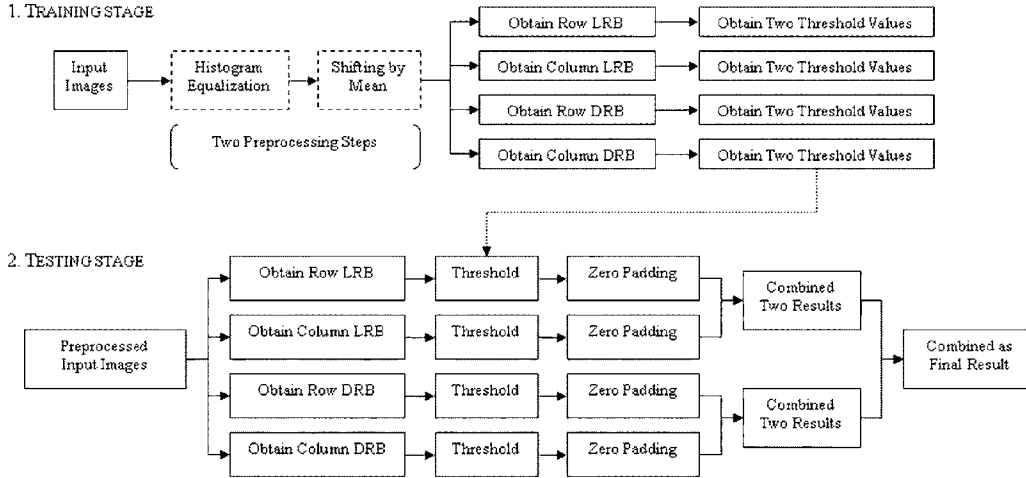 1. TRAINING STAGE
Input
Images
Histogram
Equalization
Shifting by
Mean
Two Preprocessing Steps
Obtain Row LRB
Obtain Two Threshold Values
Obtain Column LRB
Obtain Two Threshold Values
Obtain Row DRB
Obtain Two Threshold Values
Obtain Column DRB
Obtain Two Threshold Values
2. TESTING STAGE
Preprocessed
Input Images
Obtain Row LRB
Threshold
Zero Padding
Obtain Column LRB
Threshold
Zero Padding
Obtain Row DRB
Threshold
Zero Padding
Obtain Column DRB
Threshold
Zero Padding
Combined
Two Results
Combined
Two Results
Combined as
Final Result